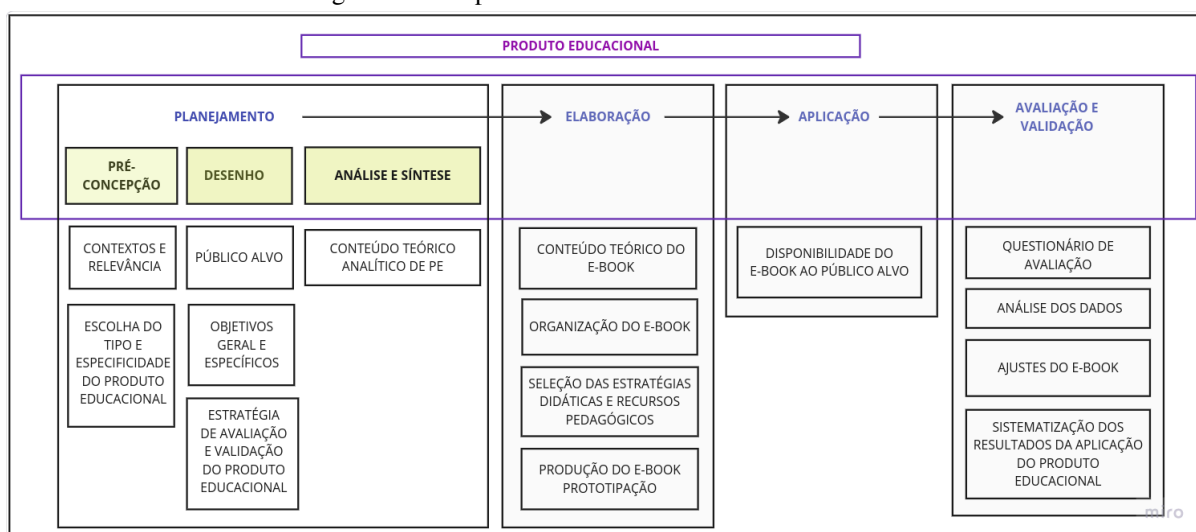 PRODUTO EDUCACIONAL
PLANEJAMENTO
ELABORAÇÃO
APLICAÇÃO
AVALIAÇÃO E
VALIDAÇÃO
PRÉ-
CONCEPÇÃO
DESENHO
ANÁLISE E SÍNTESE
CONTEXTOS E
RELEVÂNCIA
ESCOLHA DO
TIPO E
ESPECIFICIDADE
DO PRODUTO
EDUCACIONAL
PÚBLICO ALVO
OBJETIVOS
GERAL E
ESPECÍFICOS
ESTRATÉGIA
DE AVALIAÇÃO
E VALIDAÇÃO
DO PRODUTO
EDUCACIONAL
CONTEÚDO TEÓRICO
ANALÍTICO DE PE
CONTEÚDO TEÓRICO DO
E-BOOK
ORGANIZAÇÃO DO E-BOOK
SELEÇÃO DAS ESTRATÉGIAS
DIDÁTICAS E RECURSOS
PEDAGÓGICOS
PRODUÇÃO DO E-BOOK
PROTOTIPAÇÃO
DISPONIBILIDADE DO
E-BOOK AO PÚBLICO ALVO
QUESTIONÁRIO DE
AVALIAÇÃO
ANÁLISE DOS DADOS
AJUSTES DO E-BOOK
SISTEMATIZAÇÃO DOS
RESULTADOS DA APLICAÇÃO
DO PRODUTO
EDUCACIONAL
miro